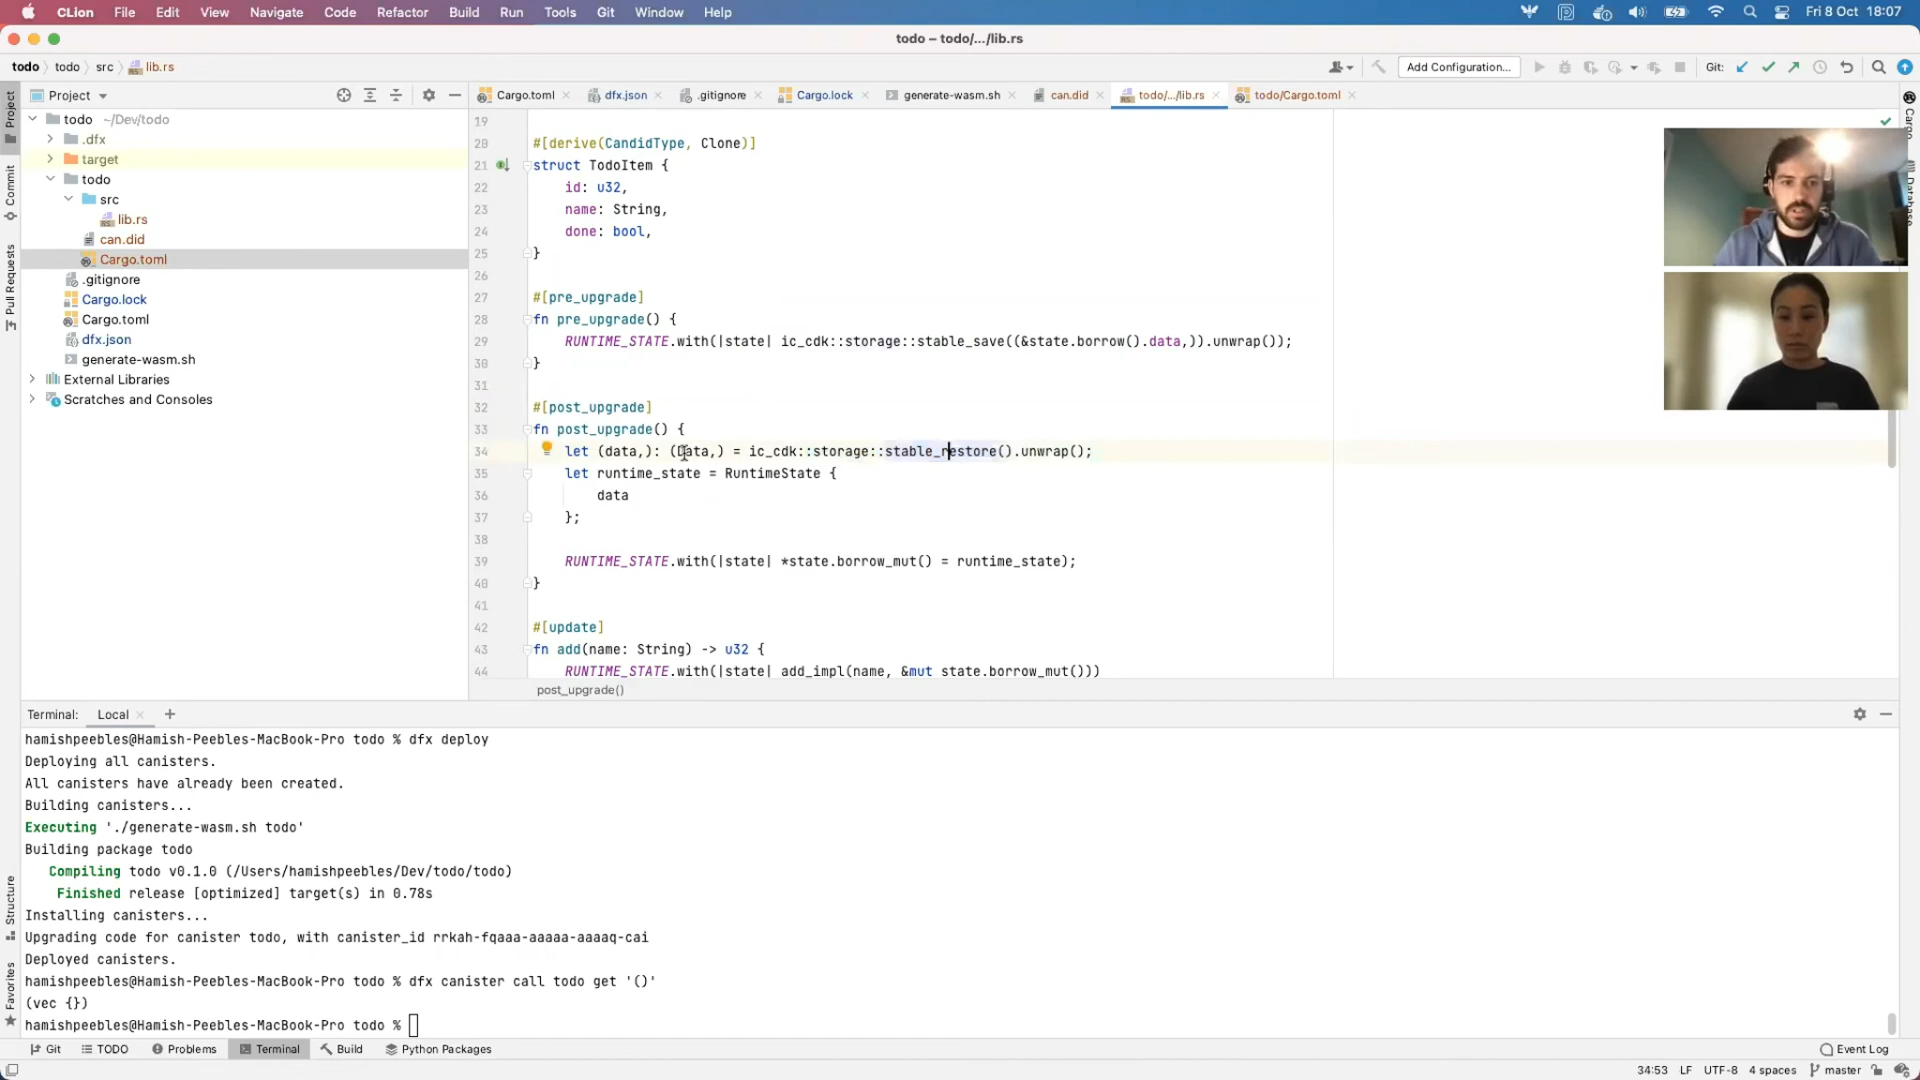 CLion File Edit View Navigate Code Refactor Build Run Tools Git Window Help Fri 8 Oct 18:07
todo – todo/.../lib.rs
todo todo src lib.rs Add Configuration... Git:
Project
Cargo.toml dfx.json .gitignore Cargo.lock generate-wasm.sh can.did todo/.../lib.rs todo/Cargo.toml
todo ~/Dev/todo
.dfx
target
todo
src
lib.rs
can.did
Cargo.toml
.gitignore
Cargo.lock
Cargo.toml
dfx.json
generate-wasm.sh
External Libraries
Scratches and Consoles
Project
Commit
Pull Requests
Structure
Favorites
Cargo
Database
19
20 #[derive(CandidType, Clone)]
21 struct TodoItem {
22 id: u32,
23 name: String,
24 done: bool,
25 }
26
27 #[pre_upgrade]
28 fn pre_upgrade() {
29 RUNTIME_STATE.with(|state| ic_cdk::storage::stable_save((&state.borrow().data,)).unwrap());
30 }
31
32 #[post_upgrade]
33 fn post_upgrade() {
34 let (data,): (Data,) = ic_cdk::storage::stable_restore().unwrap();
35 let runtime_state = RuntimeState {
36 data
37 };
38
39 RUNTIME_STATE.with(|state| *state.borrow_mut() = runtime_state);
40 }
41
42 #[update]
43 fn add(name: String) -> u32 {
44 RUNTIME_STATE.with(|state| add_impl(name, &mut state.borrow_mut()))
post_upgrade()
Terminal: Local
hamishpeebles@Hamish-Peebles-MacBook-Pro todo % dfx deploy
Deploying all canisters.
All canisters have already been created.
Building canisters...
Executing './generate-wasm.sh todo'
Building package todo
Compiling todo v0.1.0 (/Users/hamishpeebles/Dev/todo/todo)
Finished release [optimized] target(s) in 0.78s
Installing canisters...
Upgrading code for canister todo, with canister_id rrkah-fqaaa-aaaaa-aaaaq-cai
Deployed canisters.
hamishpeebles@Hamish-Peebles-MacBook-Pro todo % dfx canister call todo get '()'
(vec {})
hamishpeebles@Hamish-Peebles-MacBook-Pro todo %
Git TODO Problems Terminal Build Python Packages Event Log
34:53 LF UTF-8 4 spaces master